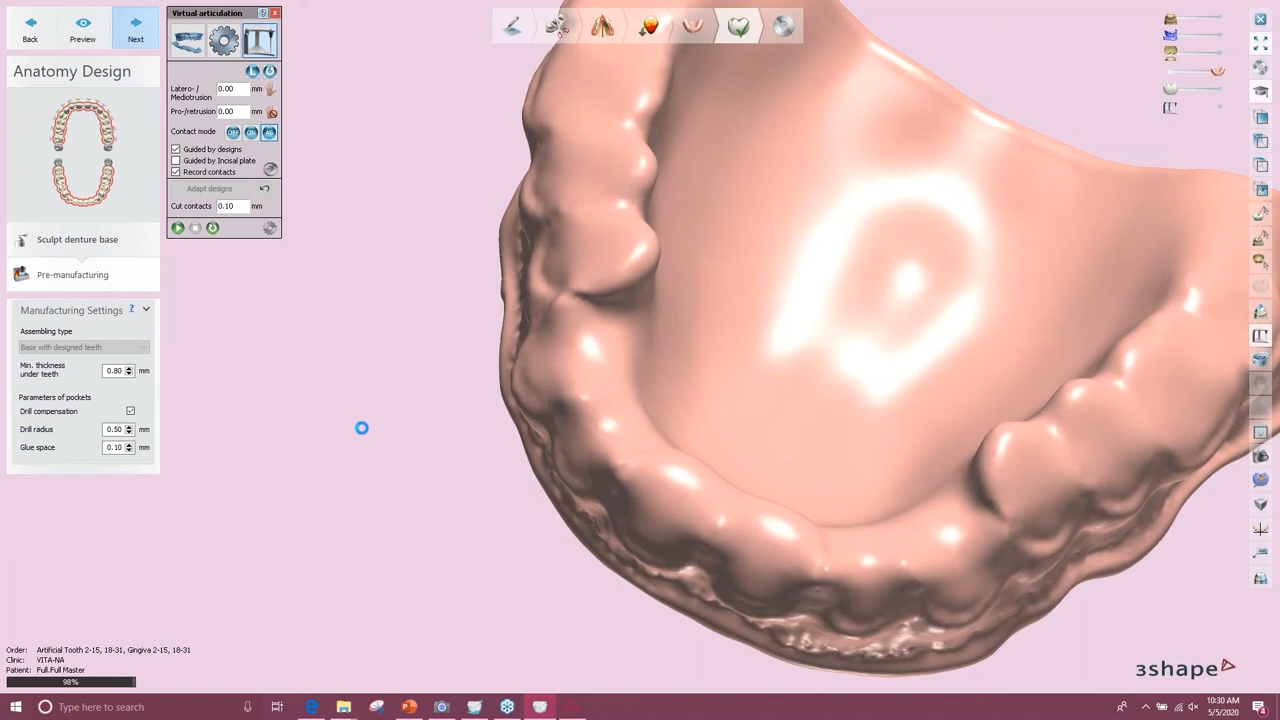 Back
Preview
Next
Anatomy Design
Sculpt denture base
Pre-manufacturing
Manufacturing Settings ?
Assembling type
Base with designed teeth
Min. thickness
under teeth
0.80 mm
Parameters of pockets
Drill compensation
Drill radius 0.50 mm
Glue space 0.10 mm
Virtual articulation ? x
L
Latero- /
Mediotrusion
0.00 mm
Pro-/retrusion 0.00 mm
Contact mode OFF ON AS
Guided by designs
Guided by Incisal plate
Record contacts
Adapt designs
Cut contacts 0.10 mm
Order: Artificial Tooth 2-15, 18-31, Gingiva 2-15, 18-31
Clinic: VITA-NA
Patient: Full.Full Master
98%
3shape
Type here to search
10:30 AM
5/5/2020
4